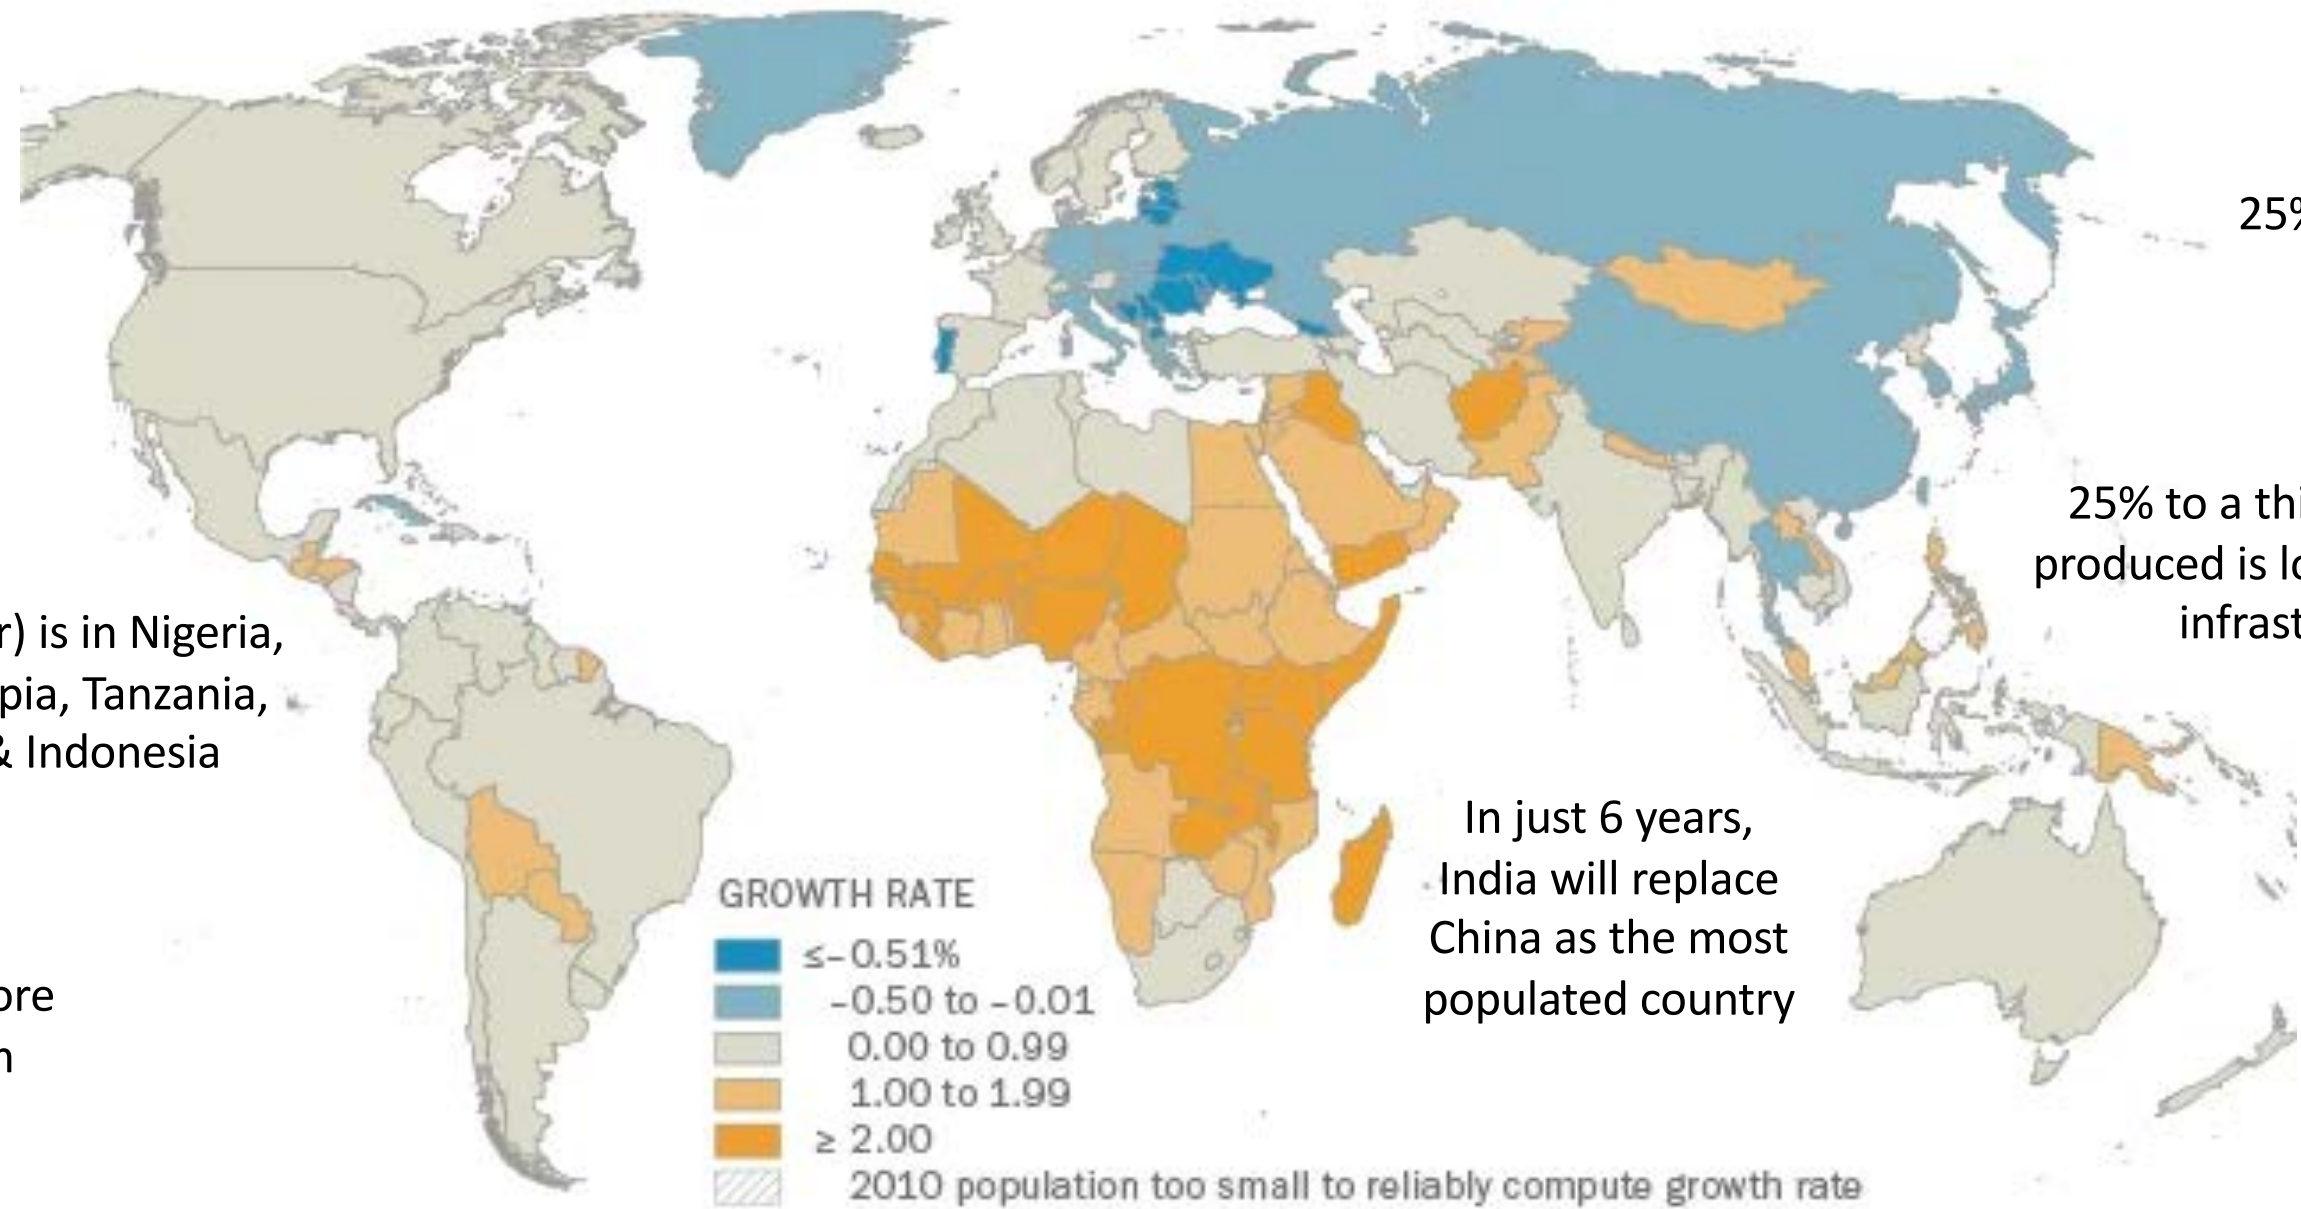 25%
25% to a thi
produced is lo
infrast
r) is in Nigeria,
pia, Tanzania,
& Indonesia
ore
n
In just 6 years,
India will replace
China as the most
populated country
GROWTH RATE
≤–0.51%
–0.50 to –0.01
0.00 to 0.99
1.00 to 1.99
≥ 2.00
2010 population too small to reliably compute growth rate